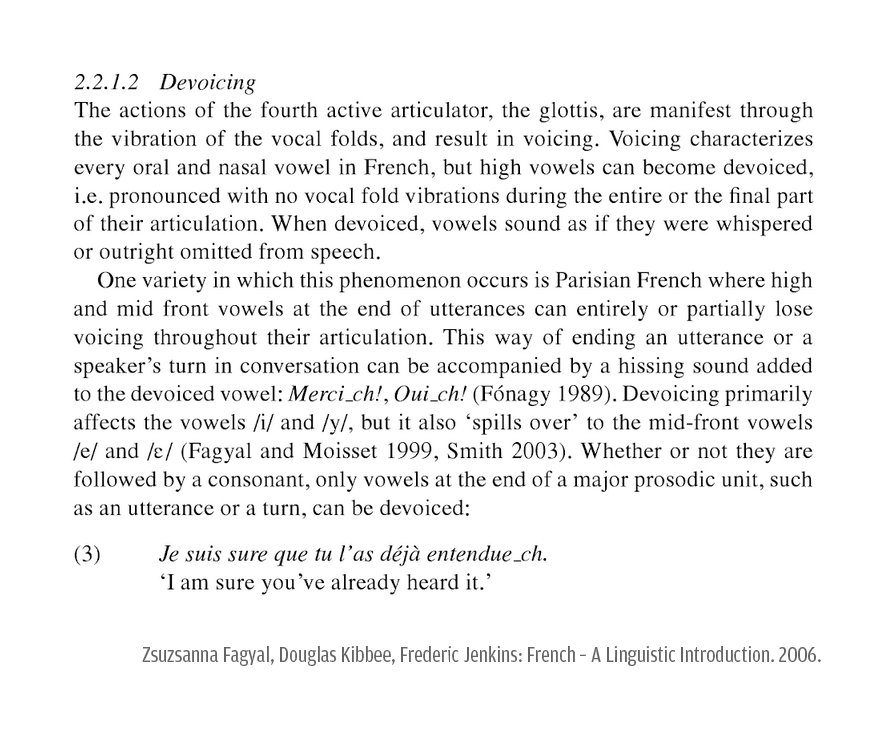 2.2.1.2 Devoicing
The actions of the fourth active articulator, the glottis, are manifest through
the vibration of the vocal folds, and result in voicing. Voicing characterizes
every oral and nasal vowel in French, but high vowels can become devoiced,
i.e. pronounced with no vocal fold vibrations during the entire or the final part
of their articulation. When devoiced, vowels sound as if they were whispered
or outright omitted from speech.
One variety in which this phenomenon occurs is Parisian French where high
and mid front vowels at the end of utterances can entirely or partially lose
voicing throughout their articulation. This way of ending an utterance or a
speaker's turn in conversation can be accompanied by a hissing sound added
to the devoiced vowel: Merci_ch!, Oui_ch! (Fónagy 1989). Devoicing primarily
affects the vowels /i/ and /y/, but it also ‘spills over’ to the mid-front vowels
/e/ and /ɛ/ (Fagyal and Moisset 1999, Smith 2003). Whether or not they are
followed by a consonant, only vowels at the end of a major prosodic unit, such
as an utterance or a turn, can be devoiced:
(3) Je suis sure que tu l’as déjà entendue_ch.
‘I am sure you’ve already heard it.’
Zsuzsanna Fagyal, Douglas Kibbee, Frederic Jenkins: French – A Linguistic Introduction. 2006.